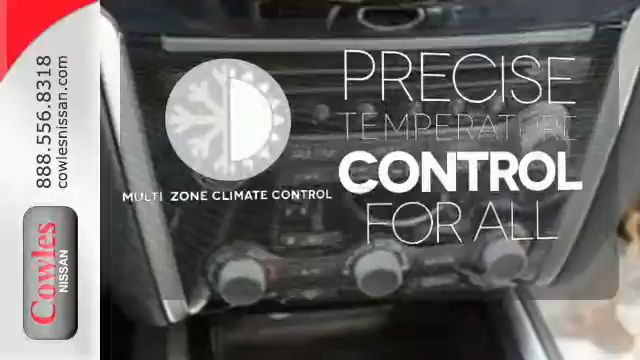 888.556.8318
cowlesnissan.com
Cowles
NISSAN
MULTI ZONE CLIMATE CONTROL
PRECISE
TEMPERATURE
CONTROL
FOR ALL